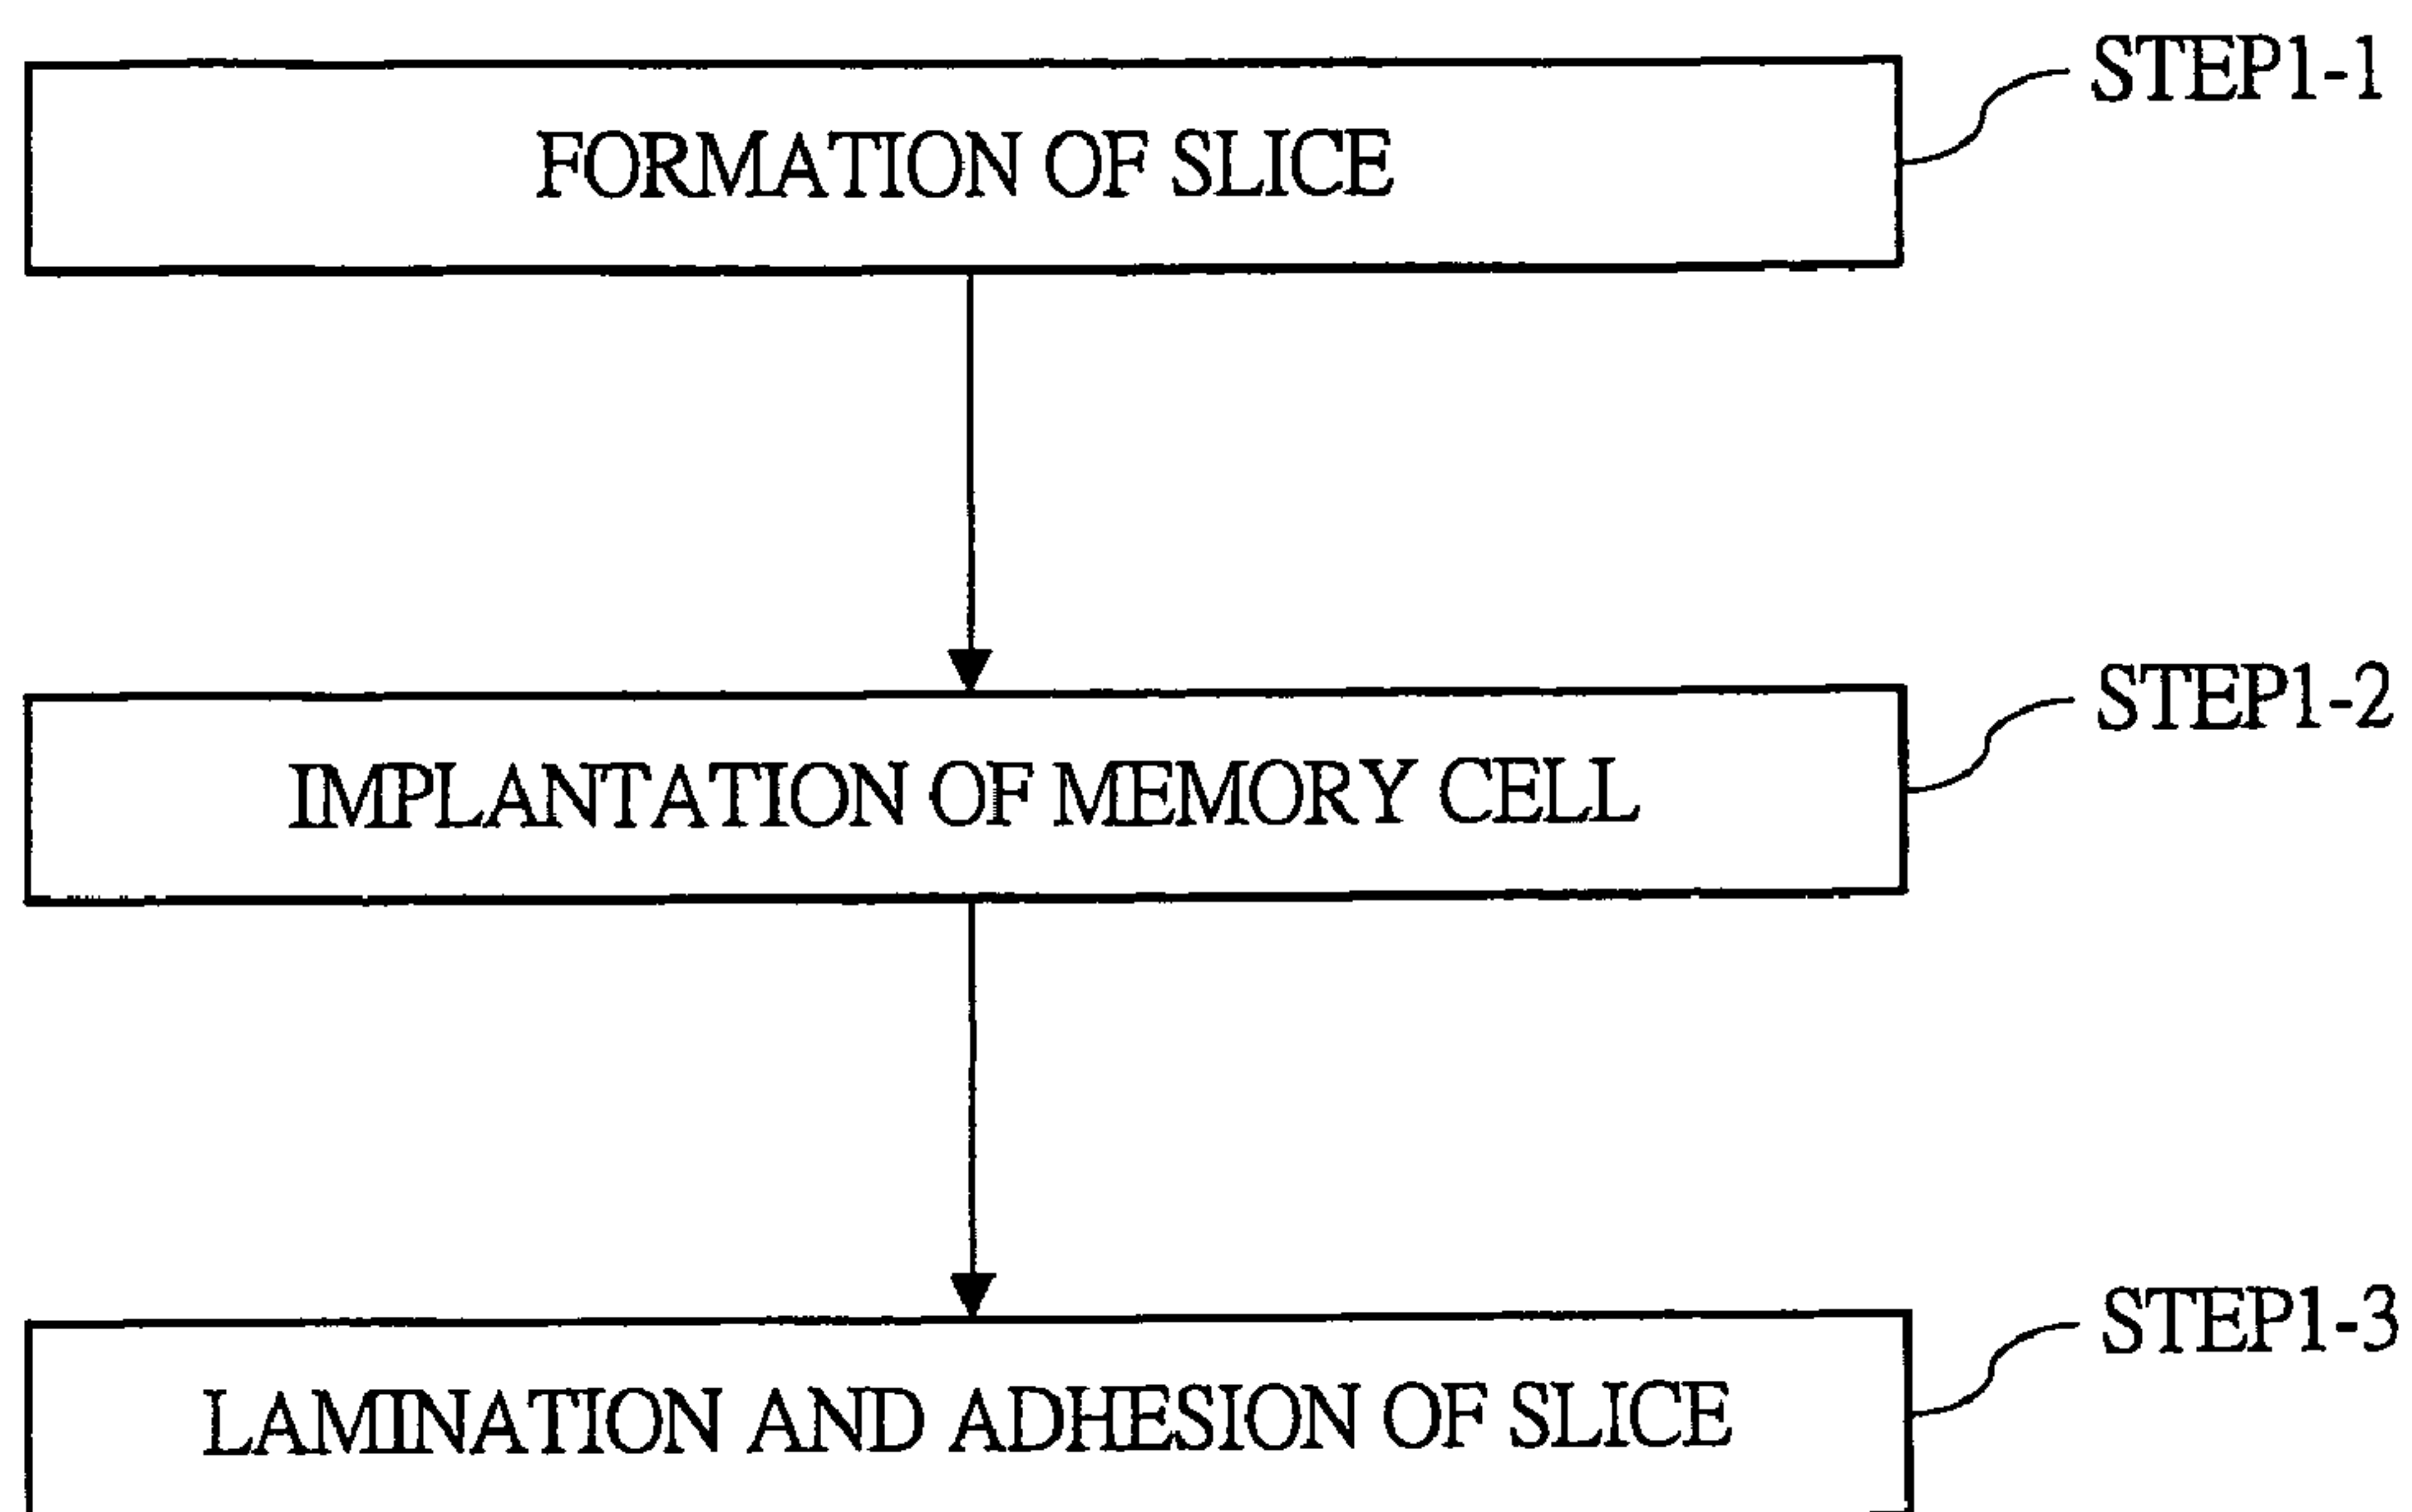 STEP1-1
FORMATION OF SLICE
STEP1-2
IMPLANTATION OF MEMORY CELL
STEP1-3
LAMINATION AND ADHESION OF SLICE